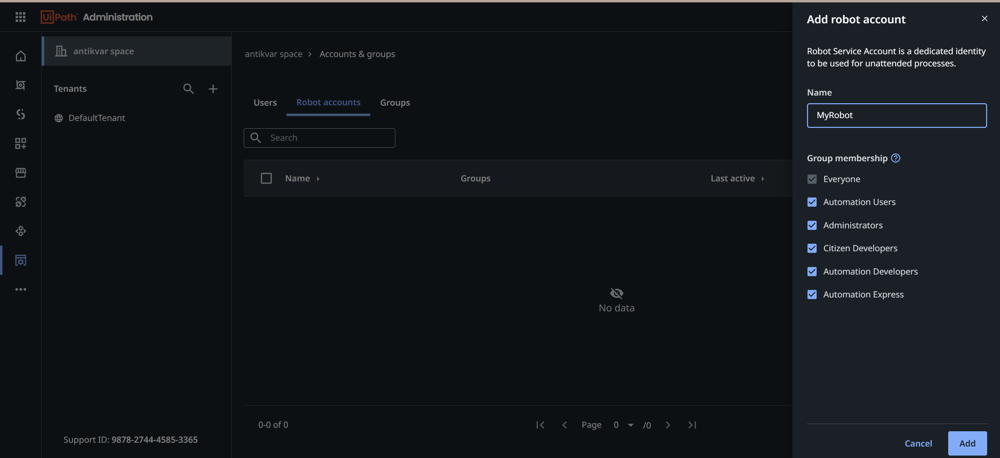 UiPath Administration
antikvar space
Tenants
DefaultTenant
Support ID: 9878-2744-4585-3365
antikvar space > Accounts & groups
Users Robot accounts Groups
Search
Name Groups Last active
No data
0-0 of 0 Page 0 /0
Add robot account
Robot Service Account is a dedicated identity
to be used for unattended processes.
Name
MyRobot
Group membership
Everyone
Automation Users
Administrators
Citizen Developers
Automation Developers
Automation Express
Cancel Add